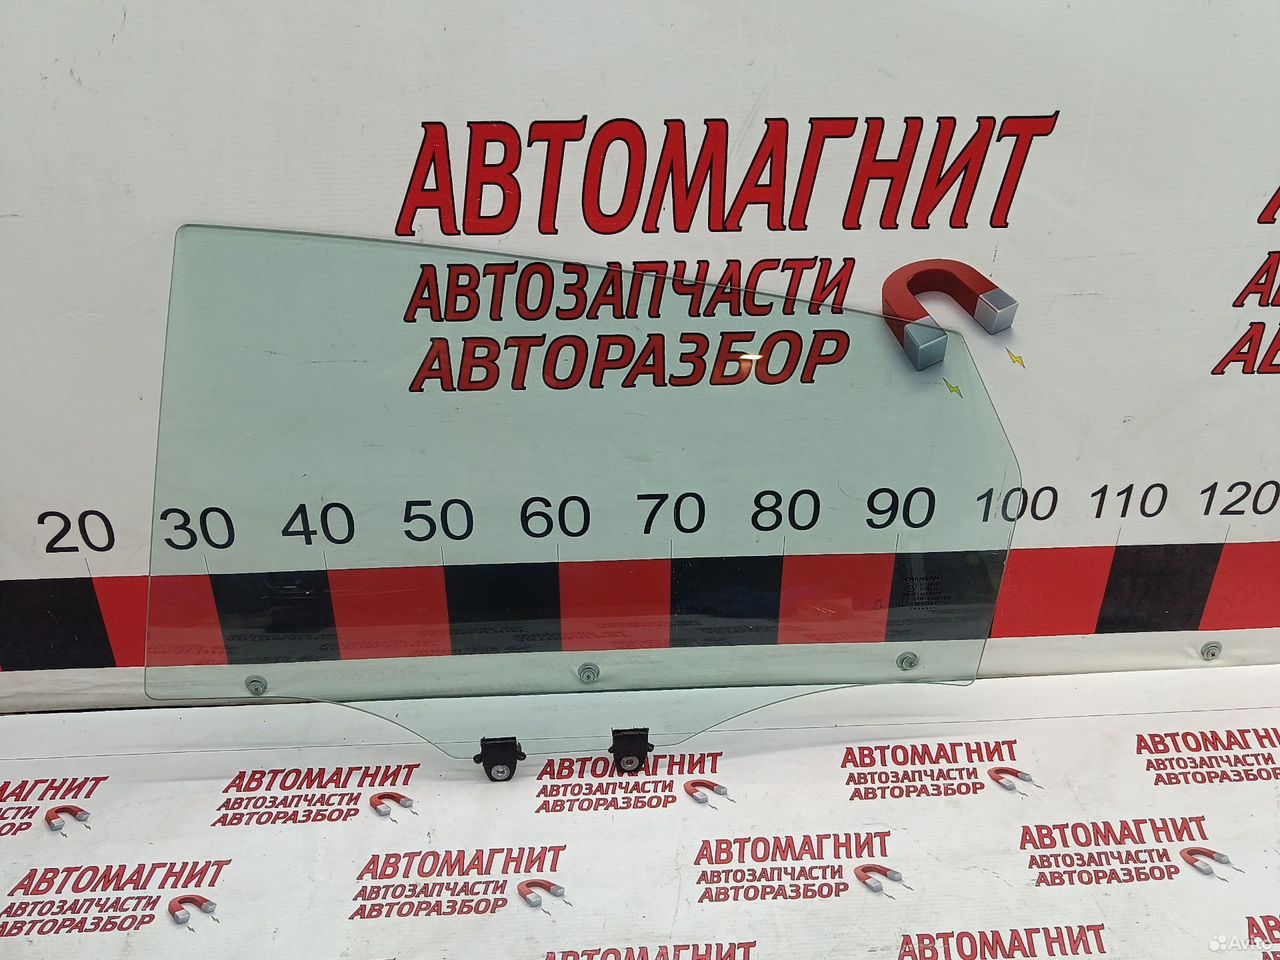 АВТОМАГНИТ
АВТОЗАПЧАСТИ
АВТОРАЗБОР
20 30 40 50 60 70 80 90 100 110 120
CHANGAN
АВТОМАГНИТ АВТОМАГНИТ АВТОМАГНИТ
АВТОЗАПЧАСТИ АВТОЗАПЧАСТИ АВТОЗАПЧАСТИ АВТОЗАПЧАСТИ
АВТОРАЗБОР АВТОРАЗБОР АВТОРАЗБОР АВТОРАЗБОР
АВТОМАГНИТ АВТОМАГНИТ АВТОМАГНИТ АВТОМАГНИТ
АВТОЗАПЧАСТИ АВТОЗАПЧАСТИ АВТОЗАПЧАСТИ АВТОЗАПЧАСТИ
АВТОРАЗБОР АВТОРАЗБОР АВТОРАЗБОР АВТОРАЗБОР
АВТОМАГНИТ
Avito